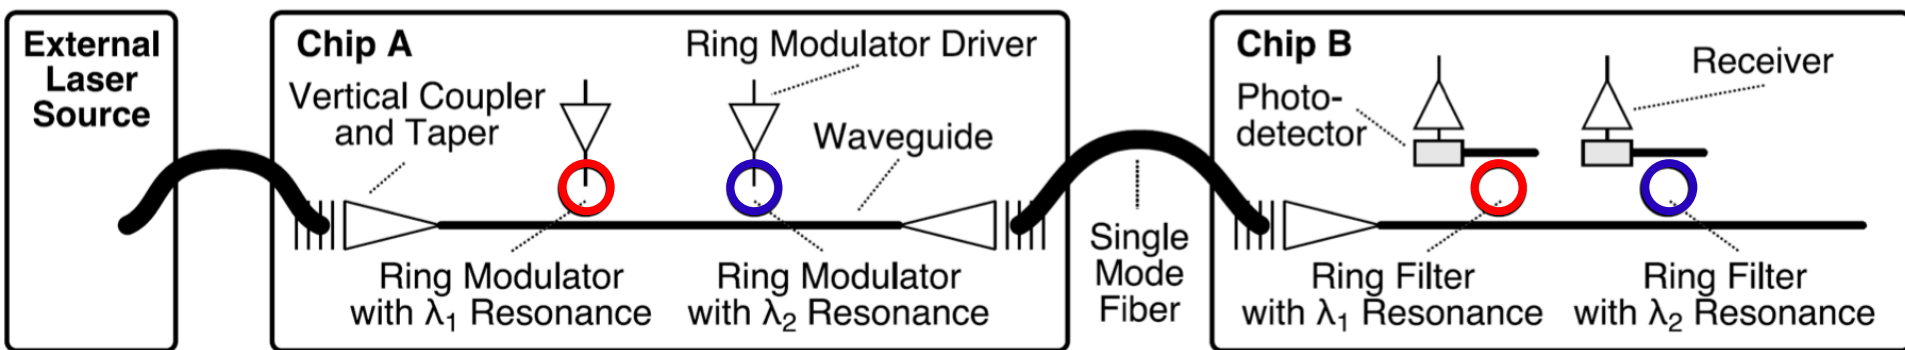 External
Laser
Source
Chip A
Ring Modulator Driver
Vertical Coupler
and Taper
Waveguide
Ring Modulator
with λ₁ Resonance
Ring Modulator
with λ₂ Resonance
Single
Mode
Fiber
Chip B
Photo-
detector
Receiver
Ring Filter
with λ₁ Resonance
Ring Filter
with λ₂ Resonance